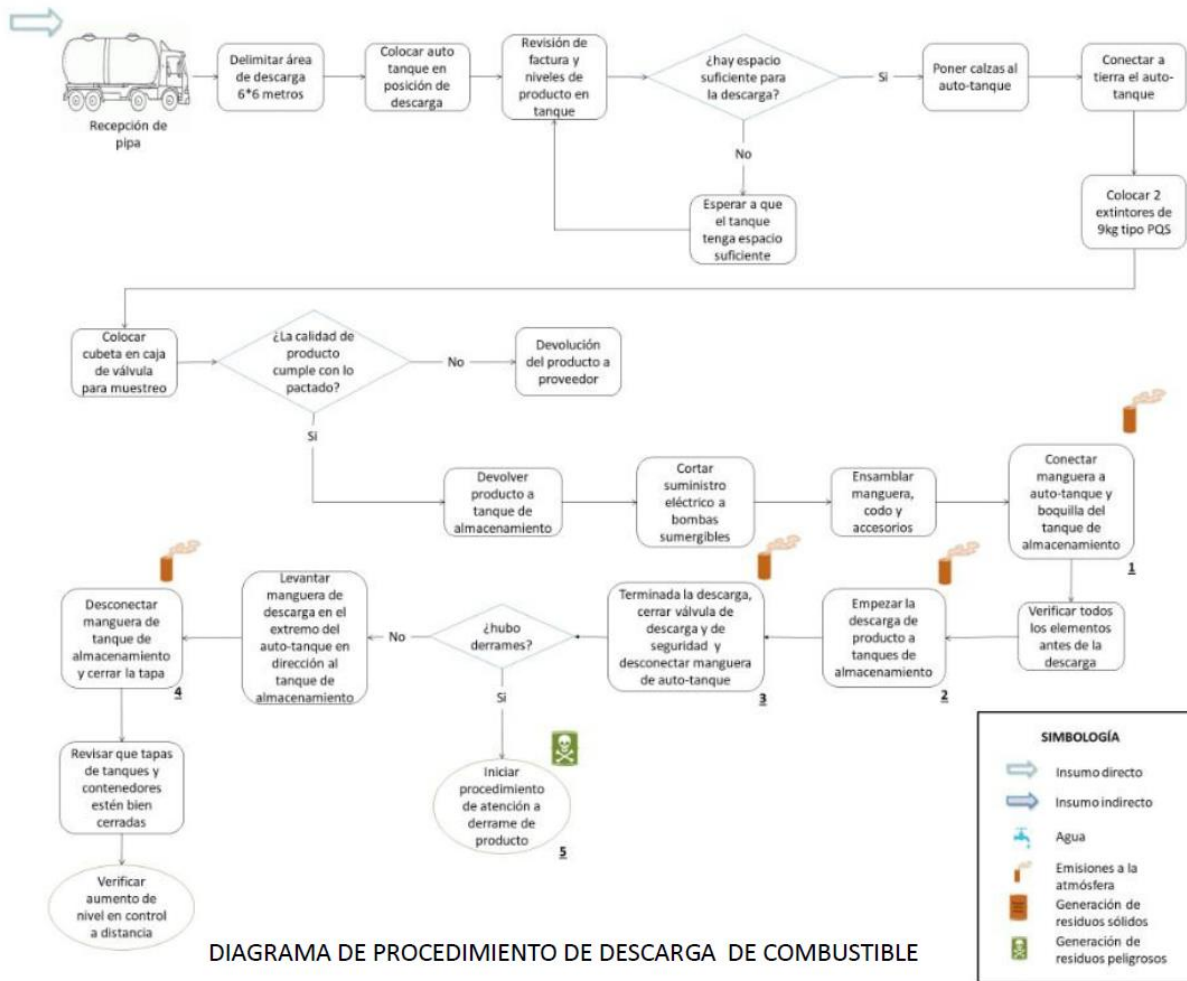 Recepción de
pipa
Delimitar área
de descarga
6*6 metros
Colocar auto
tanque en
posición de
descarga
Revisión de
factura y
niveles de
producto en
tanque
¿hay espacio
suficiente para
la descarga?
Si
No
Esperar a que
el tanque
tenga espacio
suficiente
Poner calzas al
auto-tanque
Conectar a
tierra el auto-
tanque
Colocar 2
extintores de
9kg tipo PQS
Colocar
cubeta en caja
de válvula
para muestreo
¿La calidad de
producto
cumple con lo
pactado?
No
Devolución
del producto a
proveedor
Si
Devolver
producto a
tanque de
almacenamiento
Cortar
suministro
eléctrico a
bombas
sumergibles
Ensamblar
manguera,
codo y
accesorios
Conectar
manguera a
auto-tanque y
boquilla del
tanque de
almacenamiento
1
Verificar todos
los elementos
antes de la
descarga
Empezar la
descarga de
producto a
tanques de
almacenamiento
2
Terminada la descarga,
cerrar válvula de
descarga y de
seguridad y
desconectar manguera
de auto-tanque
3
¿hubo
derrames?
No
Si
Levantar
manguera de
descarga en el
extremo del
auto-tanque en
dirección al
tanque de
almacenamiento
Desconectar
manguera de
tanque de
almacenamiento
y cerrar la tapa
4
Iniciar
procedimiento
de atención a
derrame de
producto
5
Revisar que tapas
de tanques y
contenedores
estén bien
cerradas
Verificar
aumento de
nivel en control
a distancia
SIMBOLOGÍA
Insumo directo
Insumo indirecto
Agua
Emisiones a la
atmósfera
Generación de
residuos sólidos
Generación de
residuos peligrosos
DIAGRAMA DE PROCEDIMIENTO DE DESCARGA DE COMBUSTIBLE